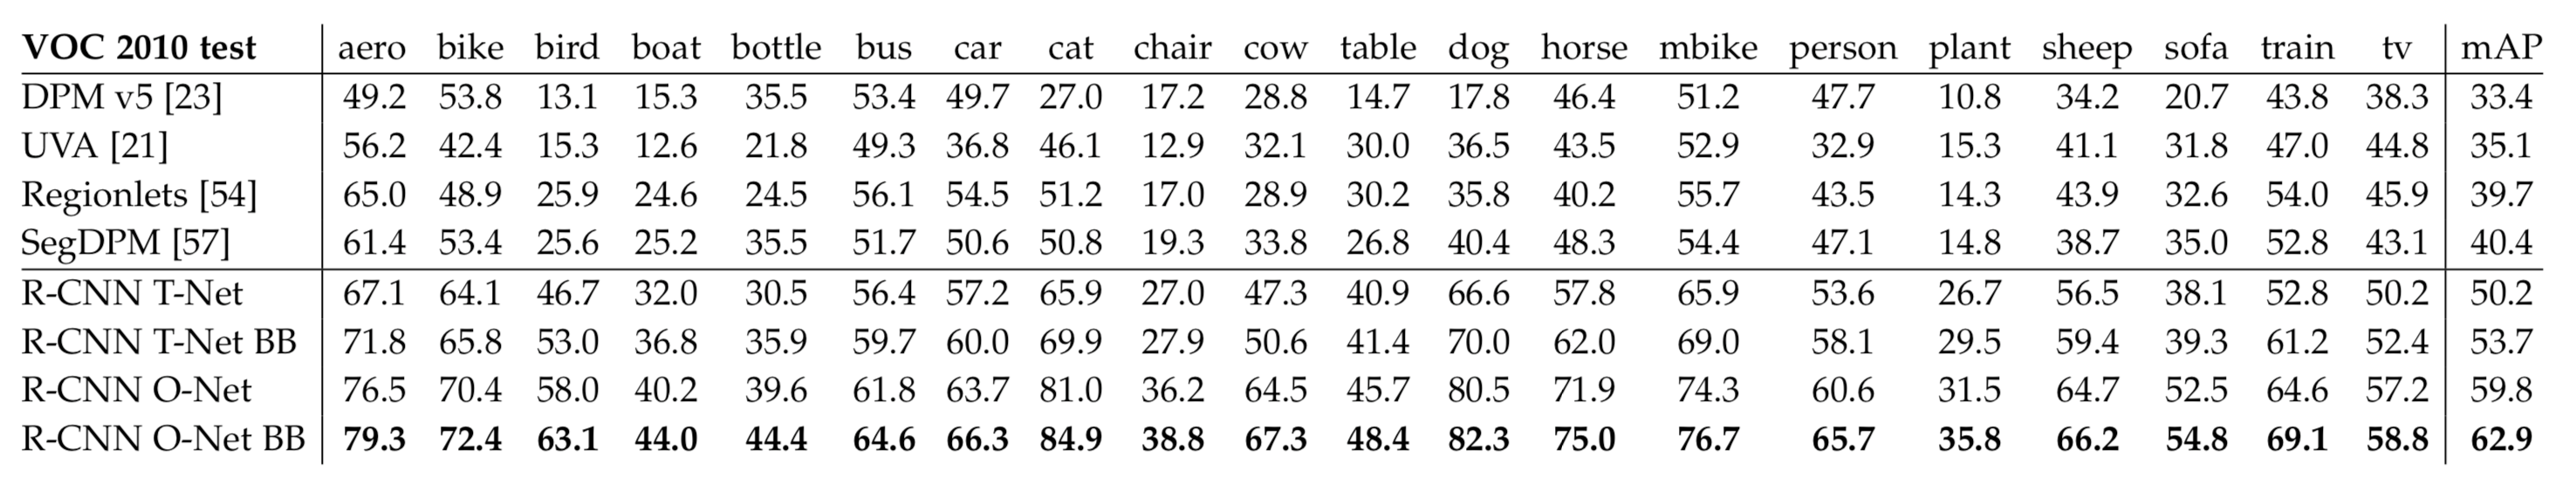 VOC 2010 test aero bike bird boat bottle bus car cat chair cow table dog horse mbike person plant sheep sofa train tv mAP
DPM v5 [23] 49.2 53.8 13.1 15.3 35.5 53.4 49.7 27.0 17.2 28.8 14.7 17.8 46.4 51.2 47.7 10.8 34.2 20.7 43.8 38.3 33.4
UVA [21] 56.2 42.4 15.3 12.6 21.8 49.3 36.8 46.1 12.9 32.1 30.0 36.5 43.5 52.9 32.9 15.3 41.1 31.8 47.0 44.8 35.1
Regionlets [54] 65.0 48.9 25.9 24.6 24.5 56.1 54.5 51.2 17.0 28.9 30.2 35.8 40.2 55.7 43.5 14.3 43.9 32.6 54.0 45.9 39.7
SegDPM [57] 61.4 53.4 25.6 25.2 35.5 51.7 50.6 50.8 19.3 33.8 26.8 40.4 48.3 54.4 47.1 14.8 38.7 35.0 52.8 43.1 40.4
R-CNN T-Net 67.1 64.1 46.7 32.0 30.5 56.4 57.2 65.9 27.0 47.3 40.9 66.6 57.8 65.9 53.6 26.7 56.5 38.1 52.8 50.2 50.2
R-CNN T-Net BB 71.8 65.8 53.0 36.8 35.9 59.7 60.0 69.9 27.9 50.6 41.4 70.0 62.0 69.0 58.1 29.5 59.4 39.3 61.2 52.4 53.7
R-CNN O-Net 76.5 70.4 58.0 40.2 39.6 61.8 63.7 81.0 36.2 64.5 45.7 80.5 71.9 74.3 60.6 31.5 64.7 52.5 64.6 57.2 59.8
R-CNN O-Net BB 79.3 72.4 63.1 44.0 44.4 64.6 66.3 84.9 38.8 67.3 48.4 82.3 75.0 76.7 65.7 35.8 66.2 54.8 69.1 58.8 62.9